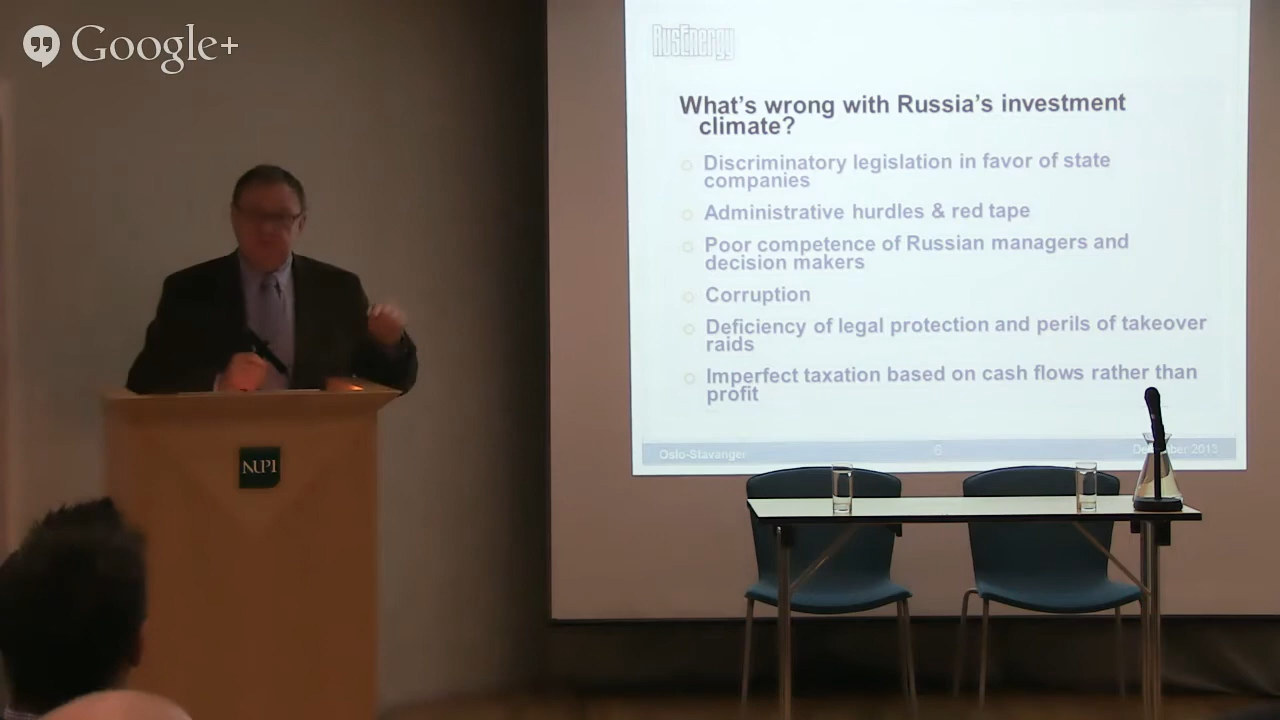 Google+
RusEnergy
What's wrong with Russia's investment
climate?
Discriminatory legislation in favor of state
companies
Administrative hurdles & red tape
Poor competence of Russian managers and
decision makers
Corruption
Deficiency of legal protection and perils of takeover
raids
Imperfect taxation based on cash flows rather than
profit
Oslo-Stavanger
6
2013
NUPI